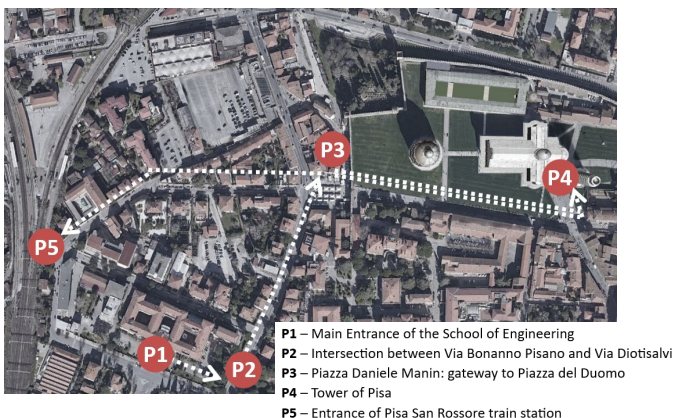 P3
P4
P5
P1
P2
P1 – Main Entrance of the School of Engineering
P2 – Intersection between Via Bonanno Pisano and Via Diotisalvi
P3 – Piazza Daniele Manin: gateway to Piazza del Duomo
P4 – Tower of Pisa
P5 – Entrance of Pisa San Rossore train station